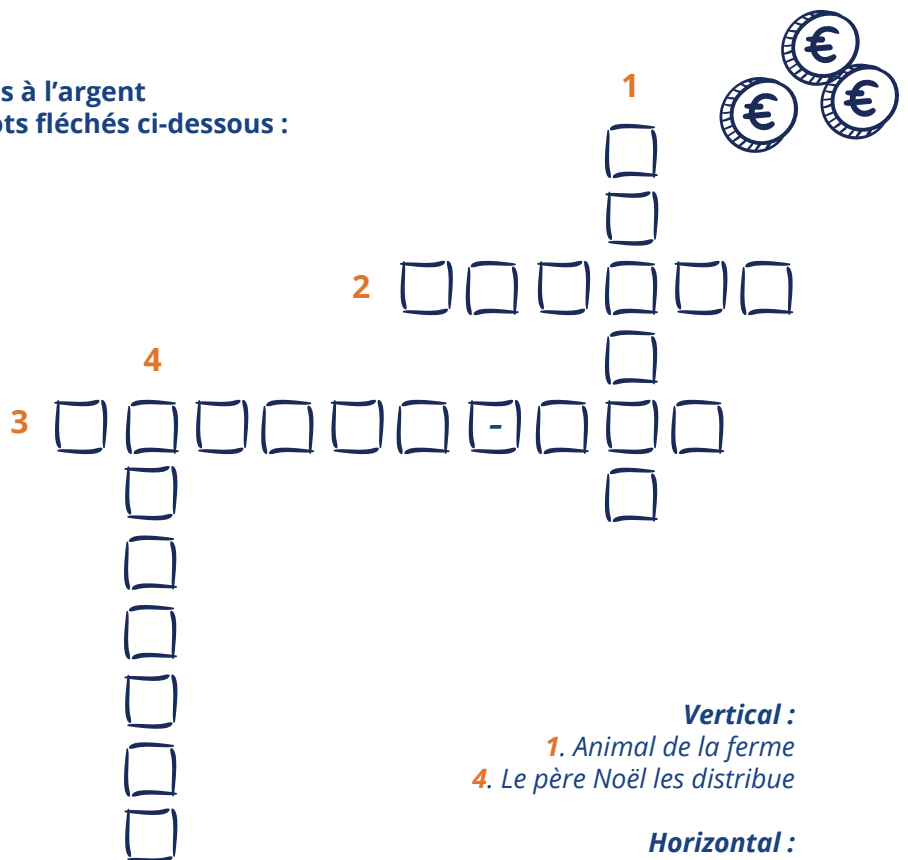 s à l’argent
ots fléchés ci-dessous :
1
2
4
3
-
Vertical :
1. Animal de la ferme
4. Le père Noël les distribue
Horizontal :
€
€
€